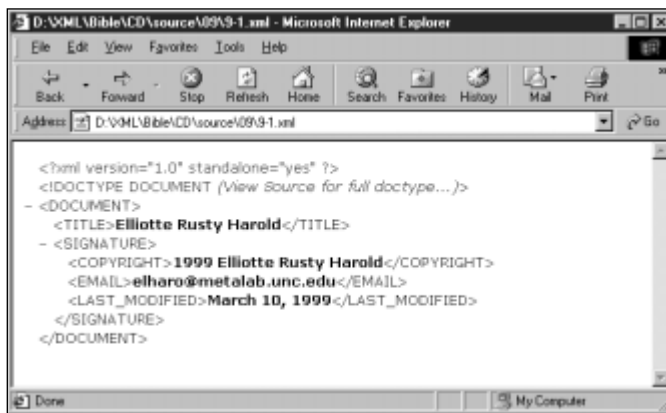 D:\XML\Bible\CD\source\09\9-1.xml - Microsoft Internet Explorer
File Edit View Favorites Tools Help
Back Forward Stop Refresh Home Search Favorites History Mail Print »
Address D:\XML\Bible\CD\source\09\9-1.xml Go
<?xml version="1.0" standalone="yes" ?>
<!DOCTYPE DOCUMENT (View Source for full doctype...)>
- <DOCUMENT>
<TITLE>Elliotte Rusty Harold</TITLE>
- <SIGNATURE>
<COPYRIGHT>1999 Elliotte Rusty Harold</COPYRIGHT>
<EMAIL>elharo@metalab.unc.edu</EMAIL>
<LAST_MODIFIED>March 10, 1999</LAST_MODIFIED>
</SIGNATURE>
</DOCUMENT>
Done My Computer